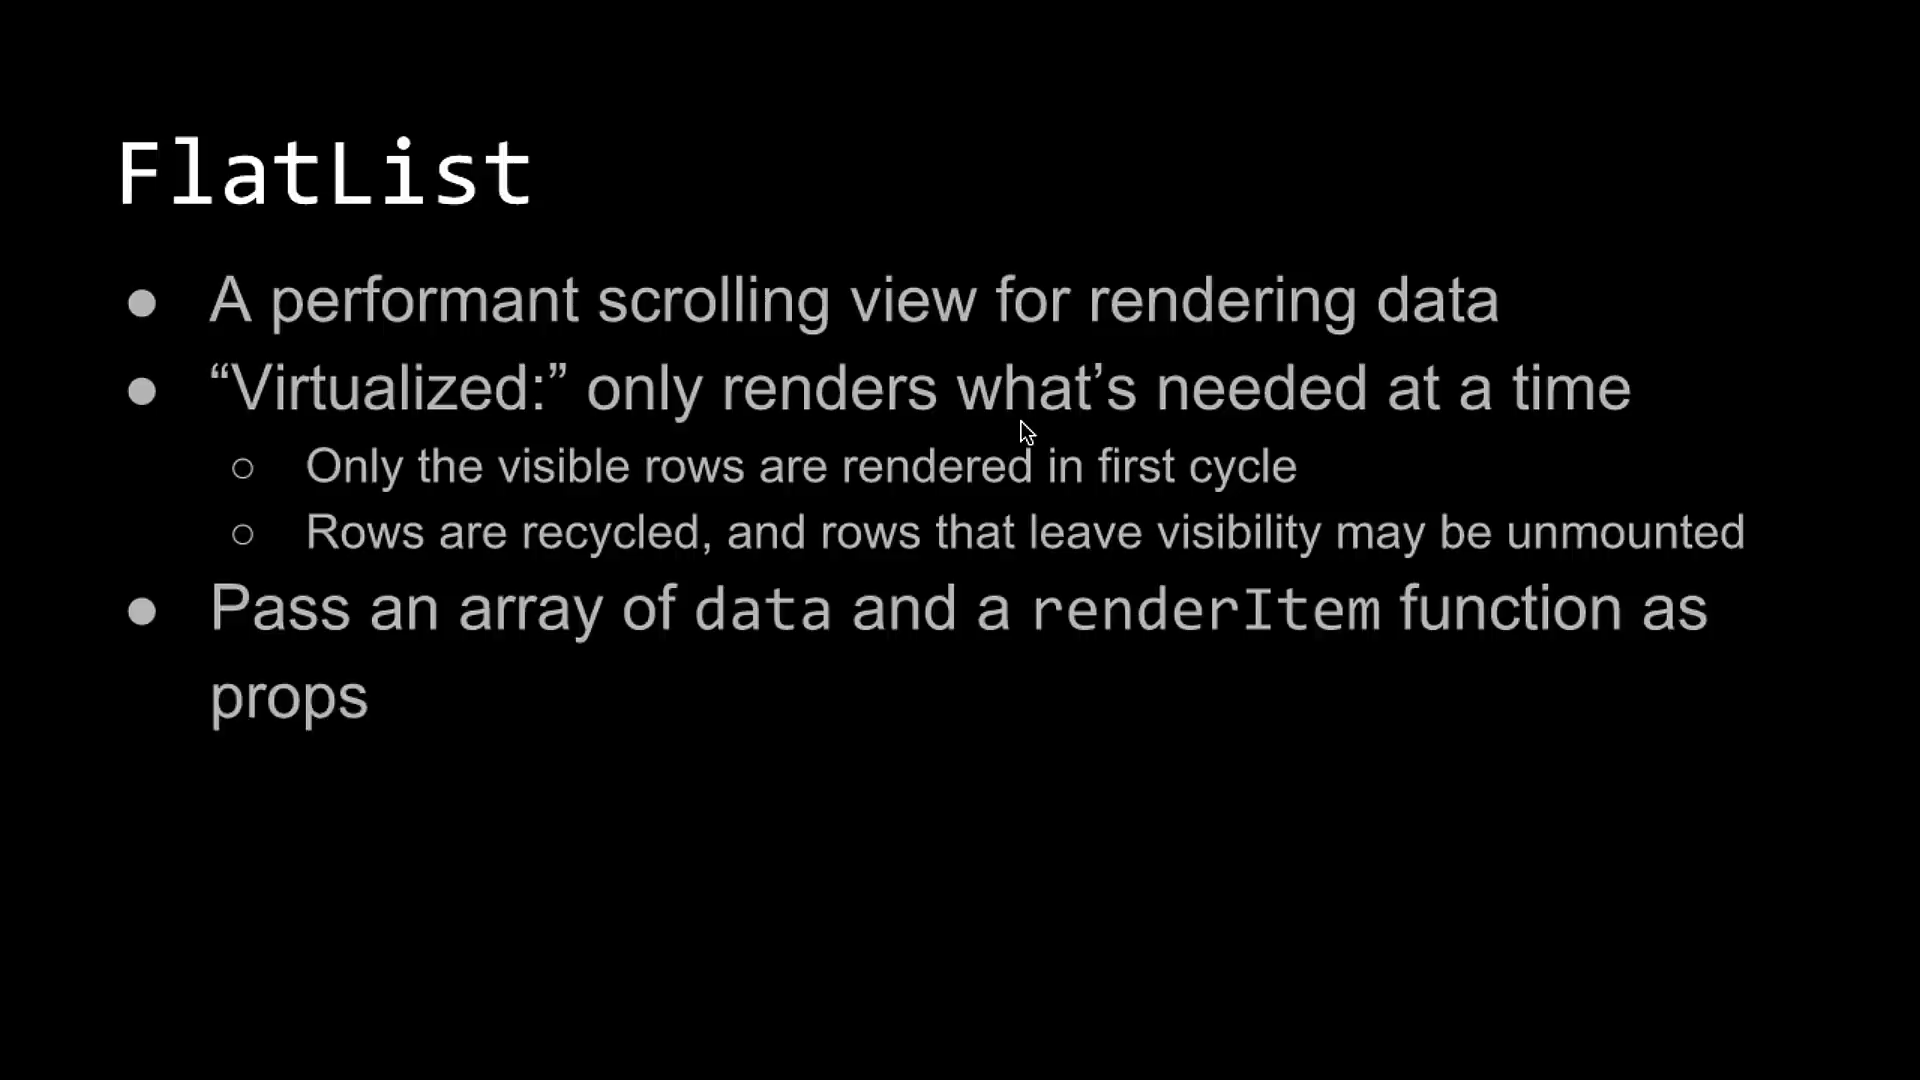 FlatList
● A performant scrolling view for rendering data
● “Virtualized:” only renders what’s needed at a time
○ Only the visible rows are rendered in first cycle
○ Rows are recycled, and rows that leave visibility may be unmounted
● Pass an array of data and a renderItem function as
props